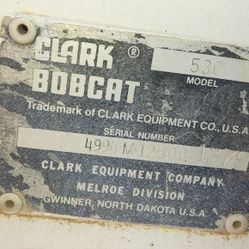 CLARK ®
BOBCAT
530
MODEL
Trademark of CLARK EQUIPMENT CO., U.S.A.
SERIAL NUMBER
CLARK EQUIPMENT COMPANY
MELROE DIVISION
GWINNER, NORTH DAKOTA U.S.A.